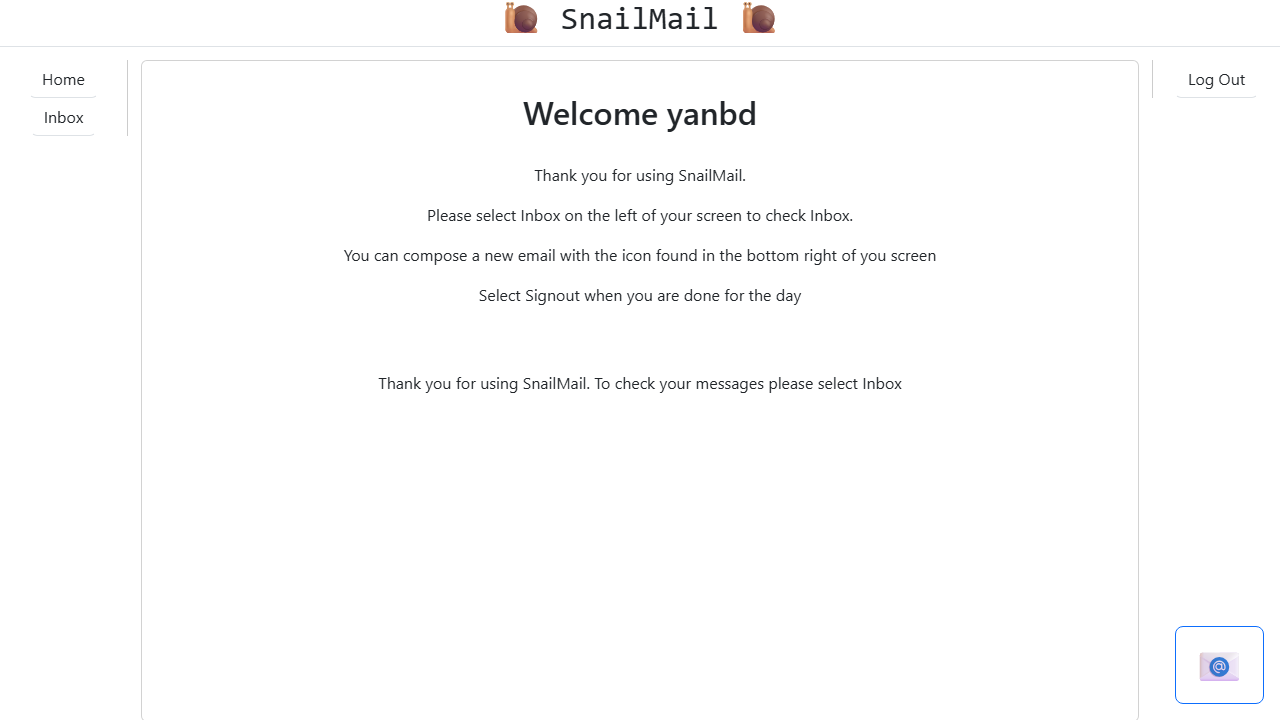 SnailMail
Home
Inbox
Log Out
Welcome yanbd
Thank you for using SnailMail.
Please select Inbox on the left of your screen to check Inbox.
You can compose a new email with the icon found in the bottom right of you screen
Select Signout when you are done for the day
Thank you for using SnailMail. To check your messages please select Inbox
@